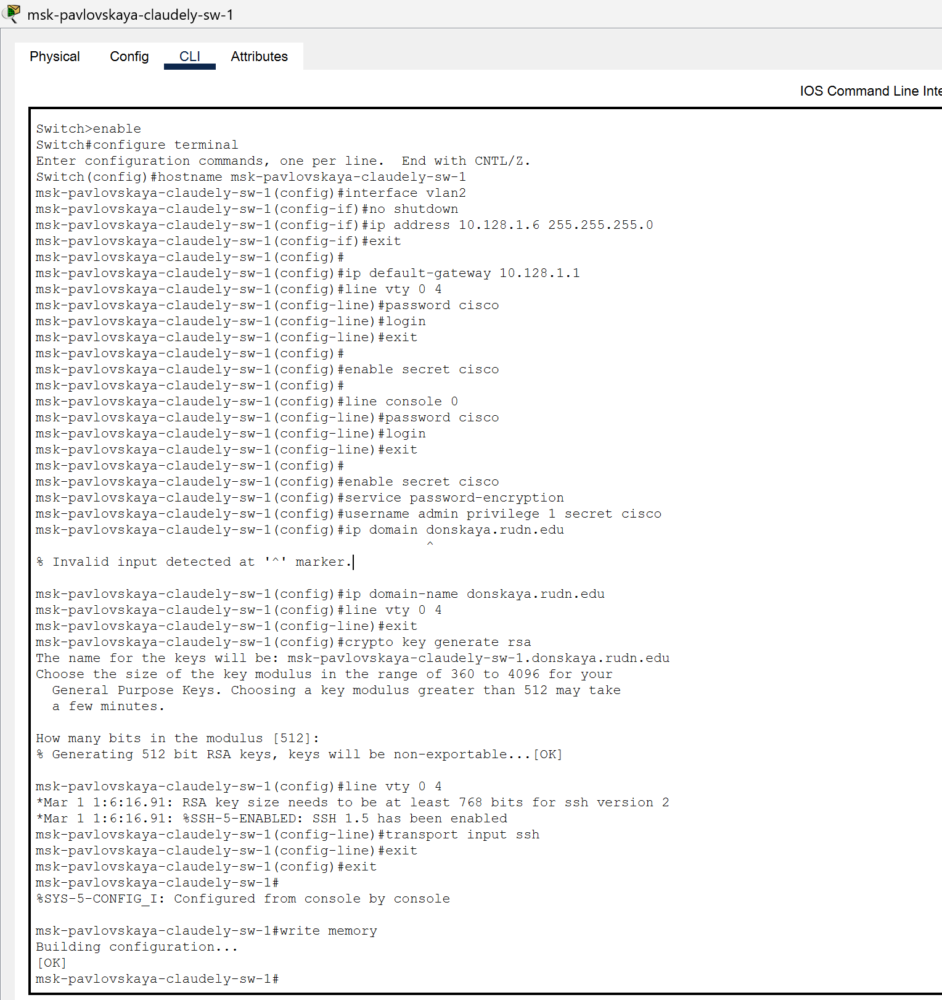 msk-pavlovskaya-claudely-sw-1
Physical Config CLI Attributes
IOS Command Line
Switch>enable
Switch#configure terminal
Enter configuration commands, one per line.  End with CNTL/Z.
Switch(config)#hostname msk-pavlovskaya-claudely-sw-1
msk-pavlovskaya-claudely-sw-1(config)#interface vlan2
msk-pavlovskaya-claudely-sw-1(config-if)#no shutdown
msk-pavlovskaya-claudely-sw-1(config-if)#ip address 10.128.1.6 255.255.255.0
msk-pavlovskaya-claudely-sw-1(config-if)#exit
msk-pavlovskaya-claudely-sw-1(config)#
msk-pavlovskaya-claudely-sw-1(config)#ip default-gateway 10.128.1.1
msk-pavlovskaya-claudely-sw-1(config)#line vty 0 4
msk-pavlovskaya-claudely-sw-1(config-line)#password cisco
msk-pavlovskaya-claudely-sw-1(config-line)#login
msk-pavlovskaya-claudely-sw-1(config-line)#exit
msk-pavlovskaya-claudely-sw-1(config)#
msk-pavlovskaya-claudely-sw-1(config)#enable secret cisco
msk-pavlovskaya-claudely-sw-1(config)#
msk-pavlovskaya-claudely-sw-1(config)#line console 0
msk-pavlovskaya-claudely-sw-1(config-line)#password cisco
msk-pavlovskaya-claudely-sw-1(config-line)#login
msk-pavlovskaya-claudely-sw-1(config-line)#exit
msk-pavlovskaya-claudely-sw-1(config)#
msk-pavlovskaya-claudely-sw-1(config)#enable secret cisco
msk-pavlovskaya-claudely-sw-1(config)#service password-encryption
msk-pavlovskaya-claudely-sw-1(config)#username admin privilege 1 secret cisco
msk-pavlovskaya-claudely-sw-1(config)#ip domain donskaya.rudn.edu
^
% Invalid input detected at '^' marker.
msk-pavlovskaya-claudely-sw-1(config)#ip domain-name donskaya.rudn.edu
msk-pavlovskaya-claudely-sw-1(config)#line vty 0 4
msk-pavlovskaya-claudely-sw-1(config-line)#exit
msk-pavlovskaya-claudely-sw-1(config)#crypto key generate rsa
The name for the keys will be: msk-pavlovskaya-claudely-sw-1.donskaya.rudn.edu
Choose the size of the key modulus in the range of 360 to 4096 for your
General Purpose Keys. Choosing a key modulus greater than 512 may take
a few minutes.
How many bits in the modulus [512]:
% Generating 512 bit RSA keys, keys will be non-exportable...[OK]
msk-pavlovskaya-claudely-sw-1(config)#line vty 0 4
*Mar 1 1:6:16.91: RSA key size needs to be at least 768 bits for ssh version 2
*Mar 1 1:6:16.91: %SSH-5-ENABLED: SSH 1.5 has been enabled
msk-pavlovskaya-claudely-sw-1(config-line)#transport input ssh
msk-pavlovskaya-claudely-sw-1(config-line)#exit
msk-pavlovskaya-claudely-sw-1(config)#exit
msk-pavlovskaya-claudely-sw-1#
%SYS-5-CONFIG_I: Configured from console by console
msk-pavlovskaya-claudely-sw-1#write memory
Building configuration...
[OK]
msk-pavlovskaya-claudely-sw-1#